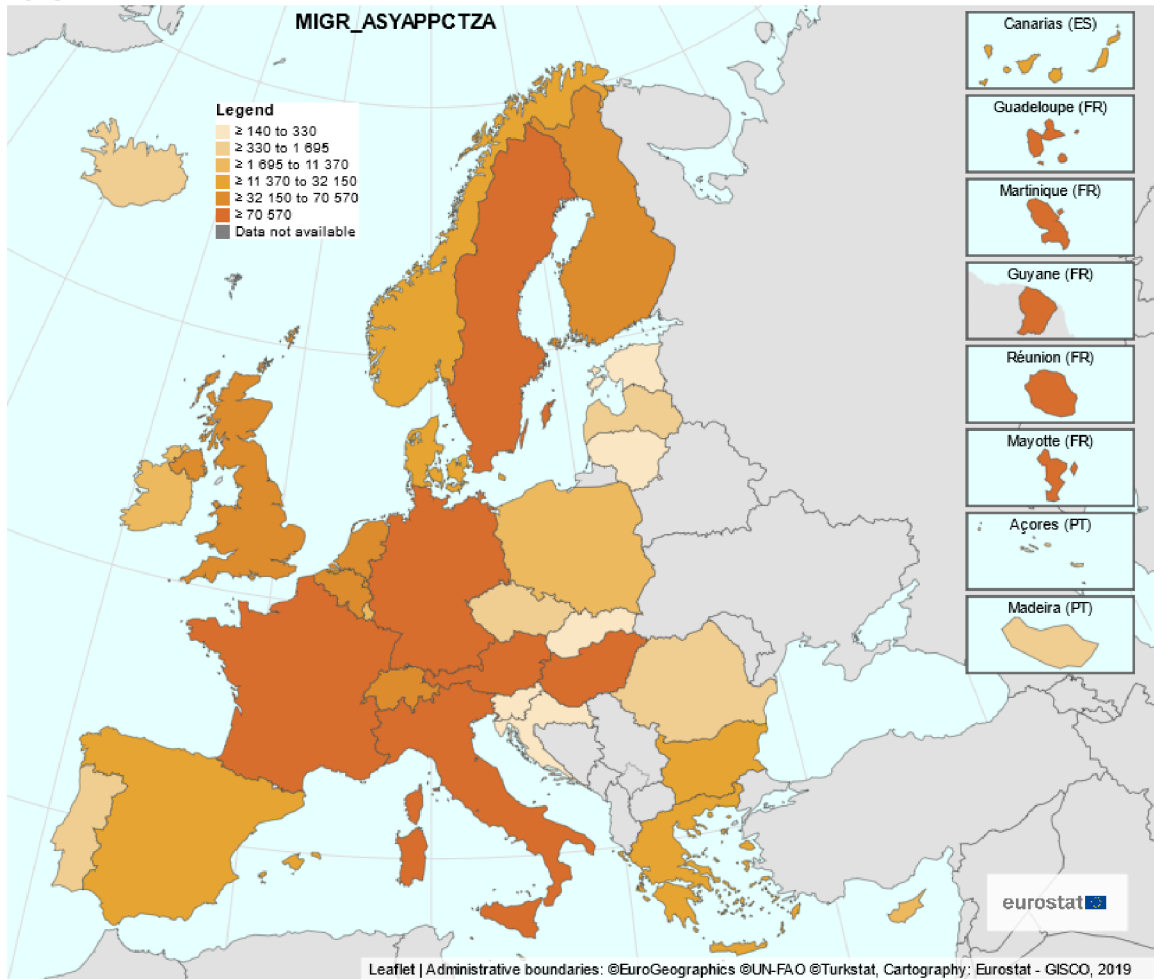 MIGR_ASYAPPCTZA
Legend
≥ 140 to 330
≥ 330 to 1 695
≥ 1 695 to 11 370
≥ 11 370 to 32 150
≥ 32 150 to 70 570
≥ 70 570
Data not available
Canarias (ES)
Guadeloupe (FR)
Martinique (FR)
Guyane (FR)
Réunion (FR)
Mayotte (FR)
Açores (PT)
Madeira (PT)
eurostat
Leaflet | Administrative boundaries: ©EuroGeographics ©UN-FAO ©Turkstat, Cartography: Eurostat - GISCO, 2019